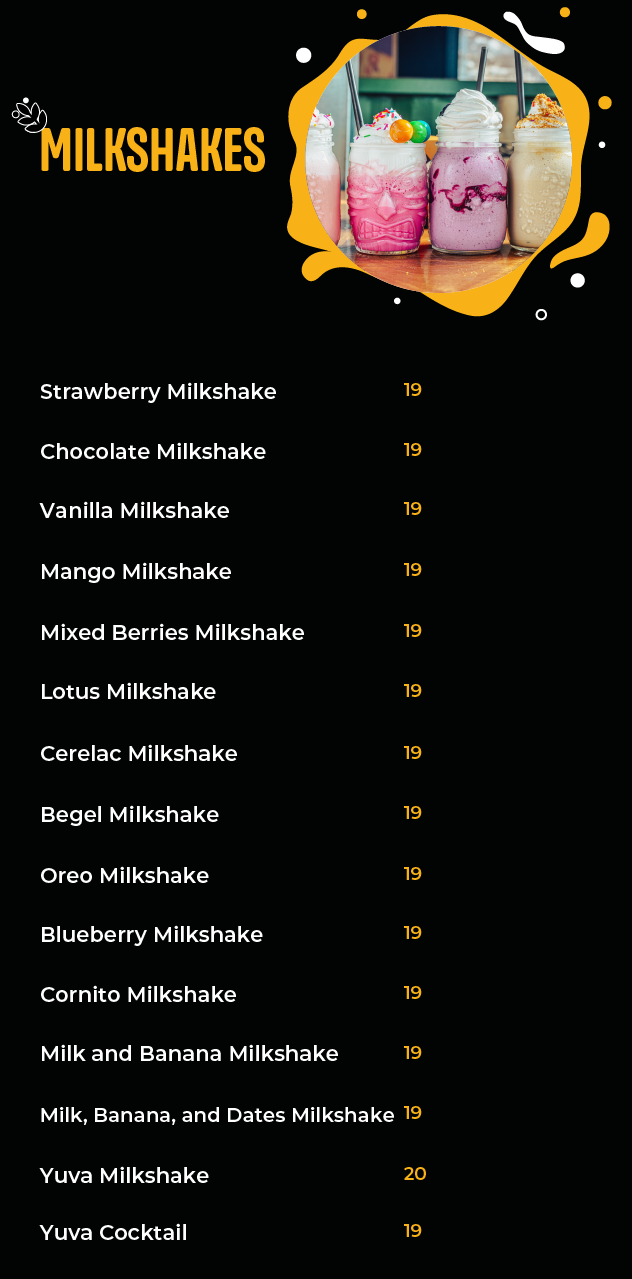 MILKSHAKES
Strawberry Milkshake 19
Chocolate Milkshake 19
Vanilla Milkshake 19
Mango Milkshake 19
Mixed Berries Milkshake 19
Lotus Milkshake 19
Cerelac Milkshake 19
Begel Milkshake 19
Oreo Milkshake 19
Blueberry Milkshake 19
Cornito Milkshake 19
Milk and Banana Milkshake 19
Milk, Banana, and Dates Milkshake 19
Yuva Milkshake 20
Yuva Cocktail 19